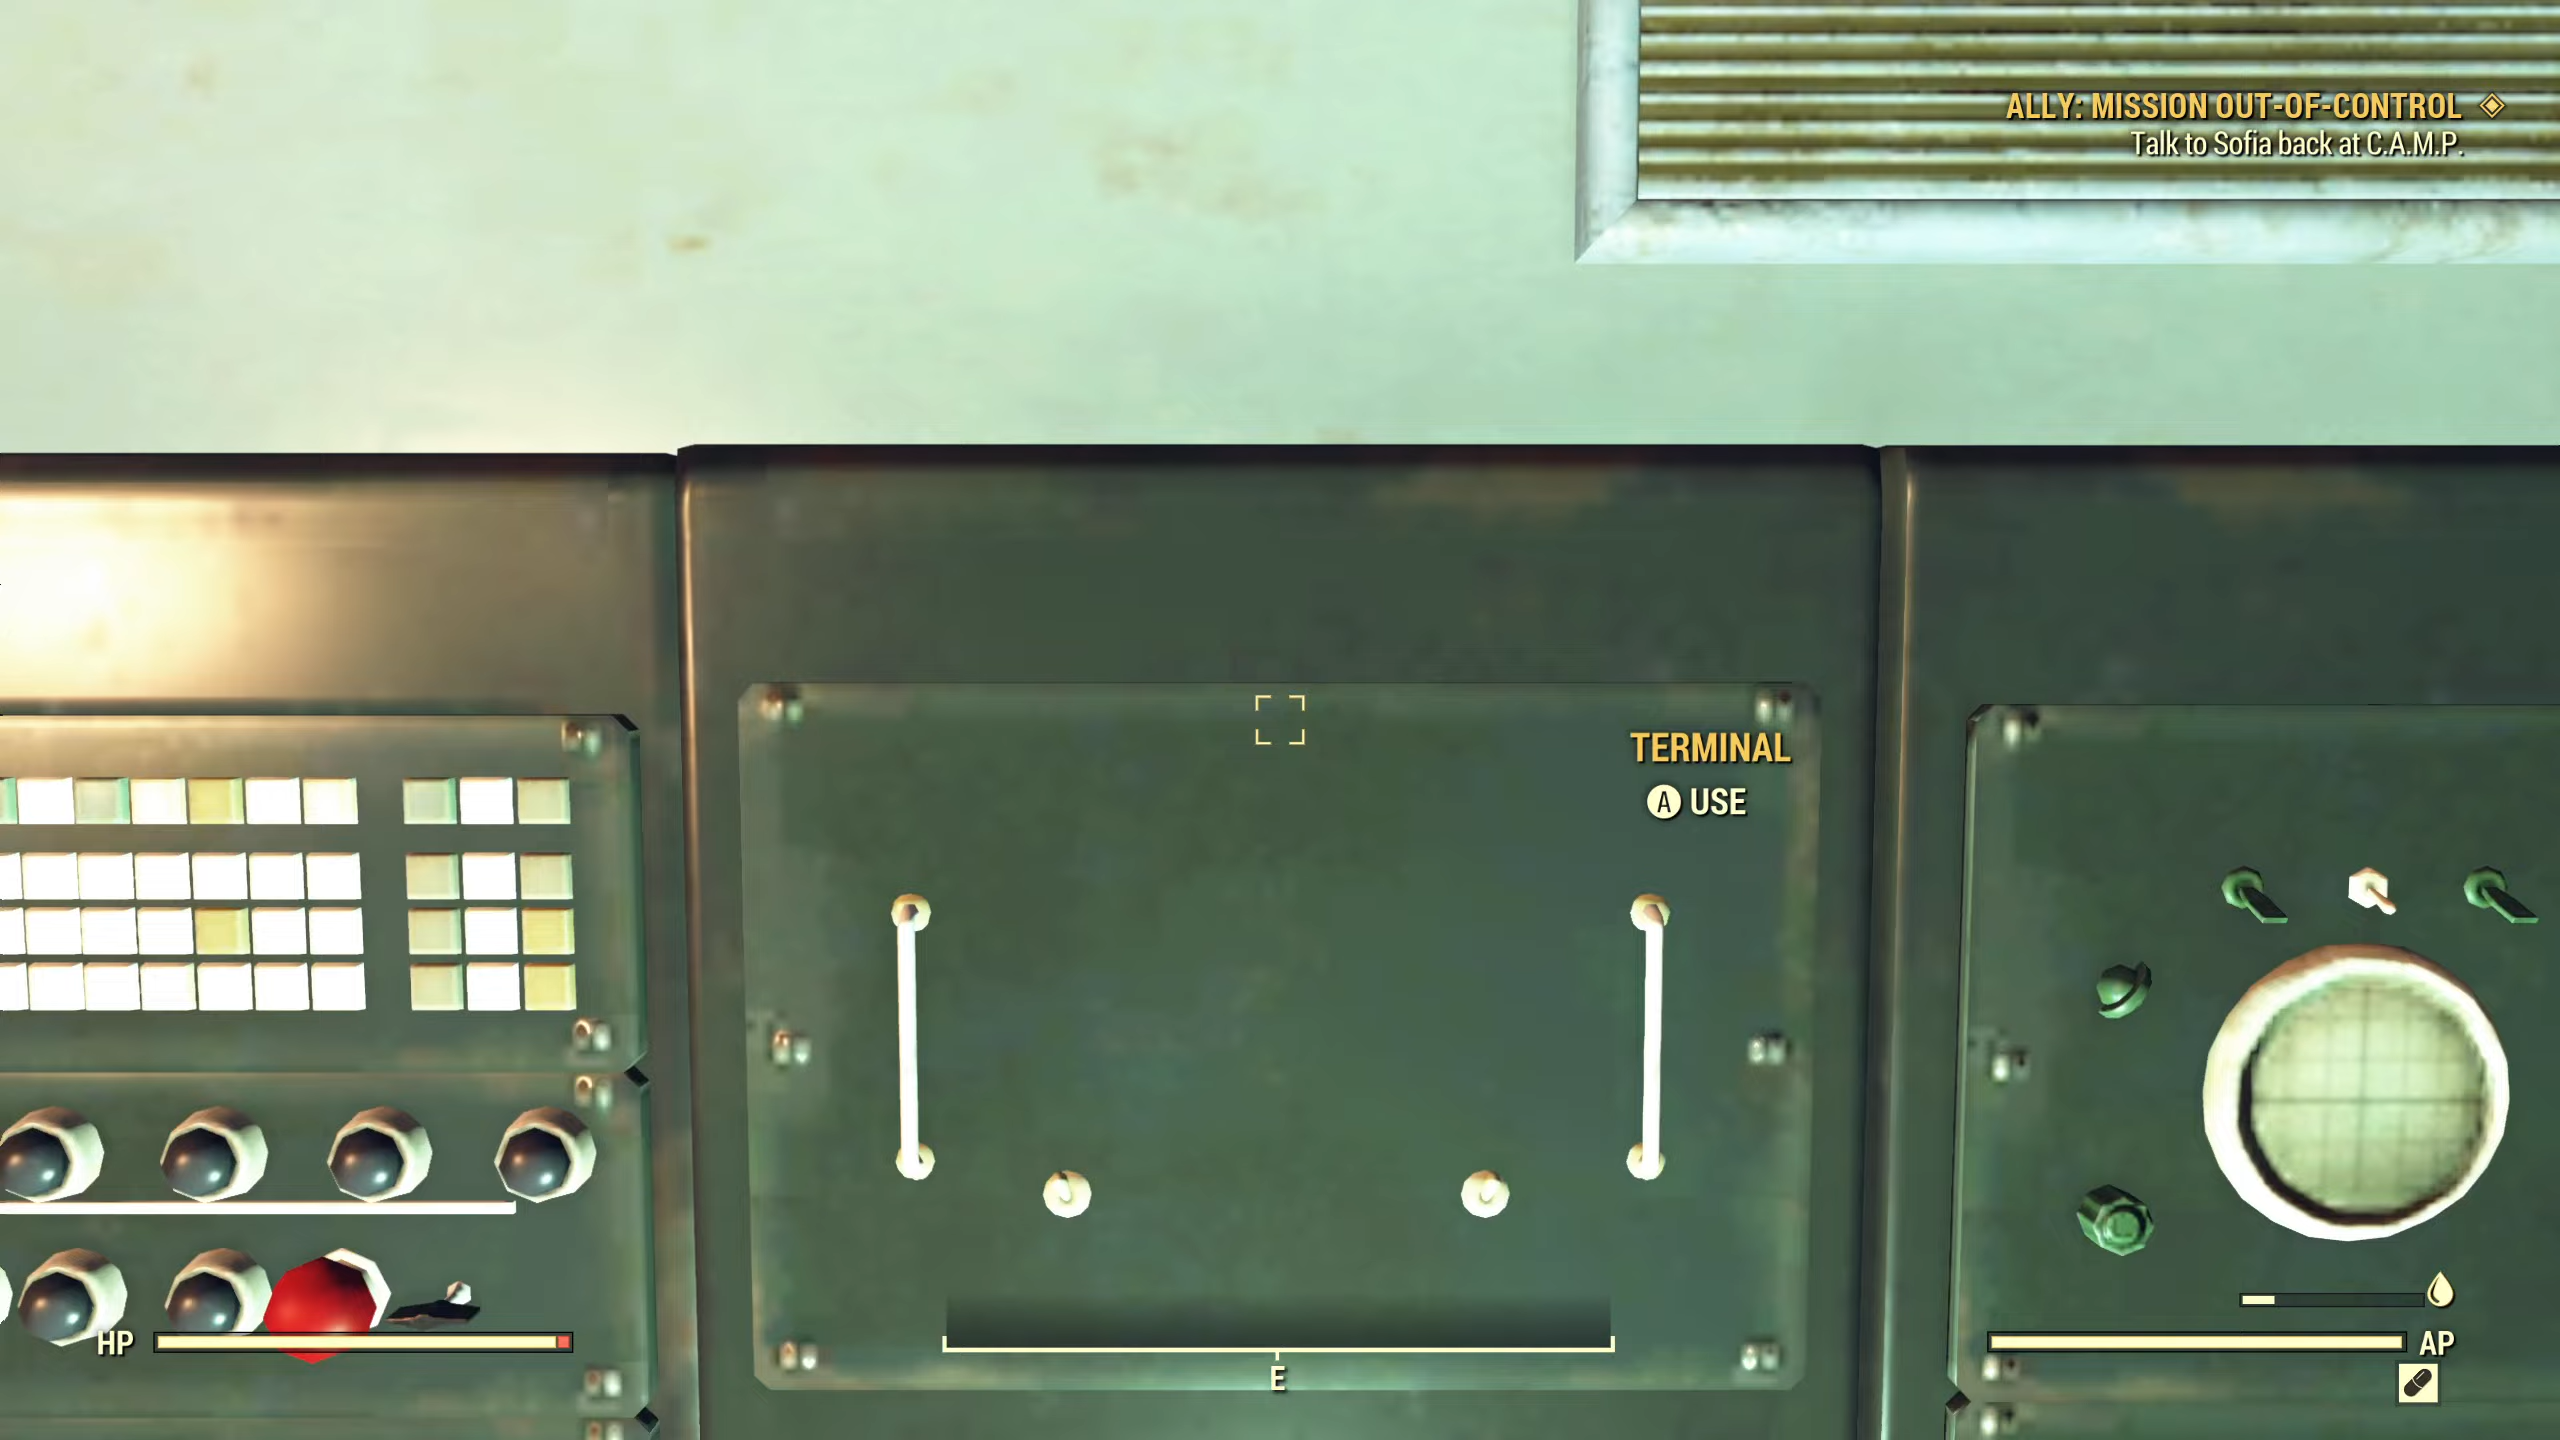 ALLY: MISSION OUT-OF-CONTROL
Talk to Sofia back at C.A.M.P.
TERMINAL
A USE
HP
E
AP